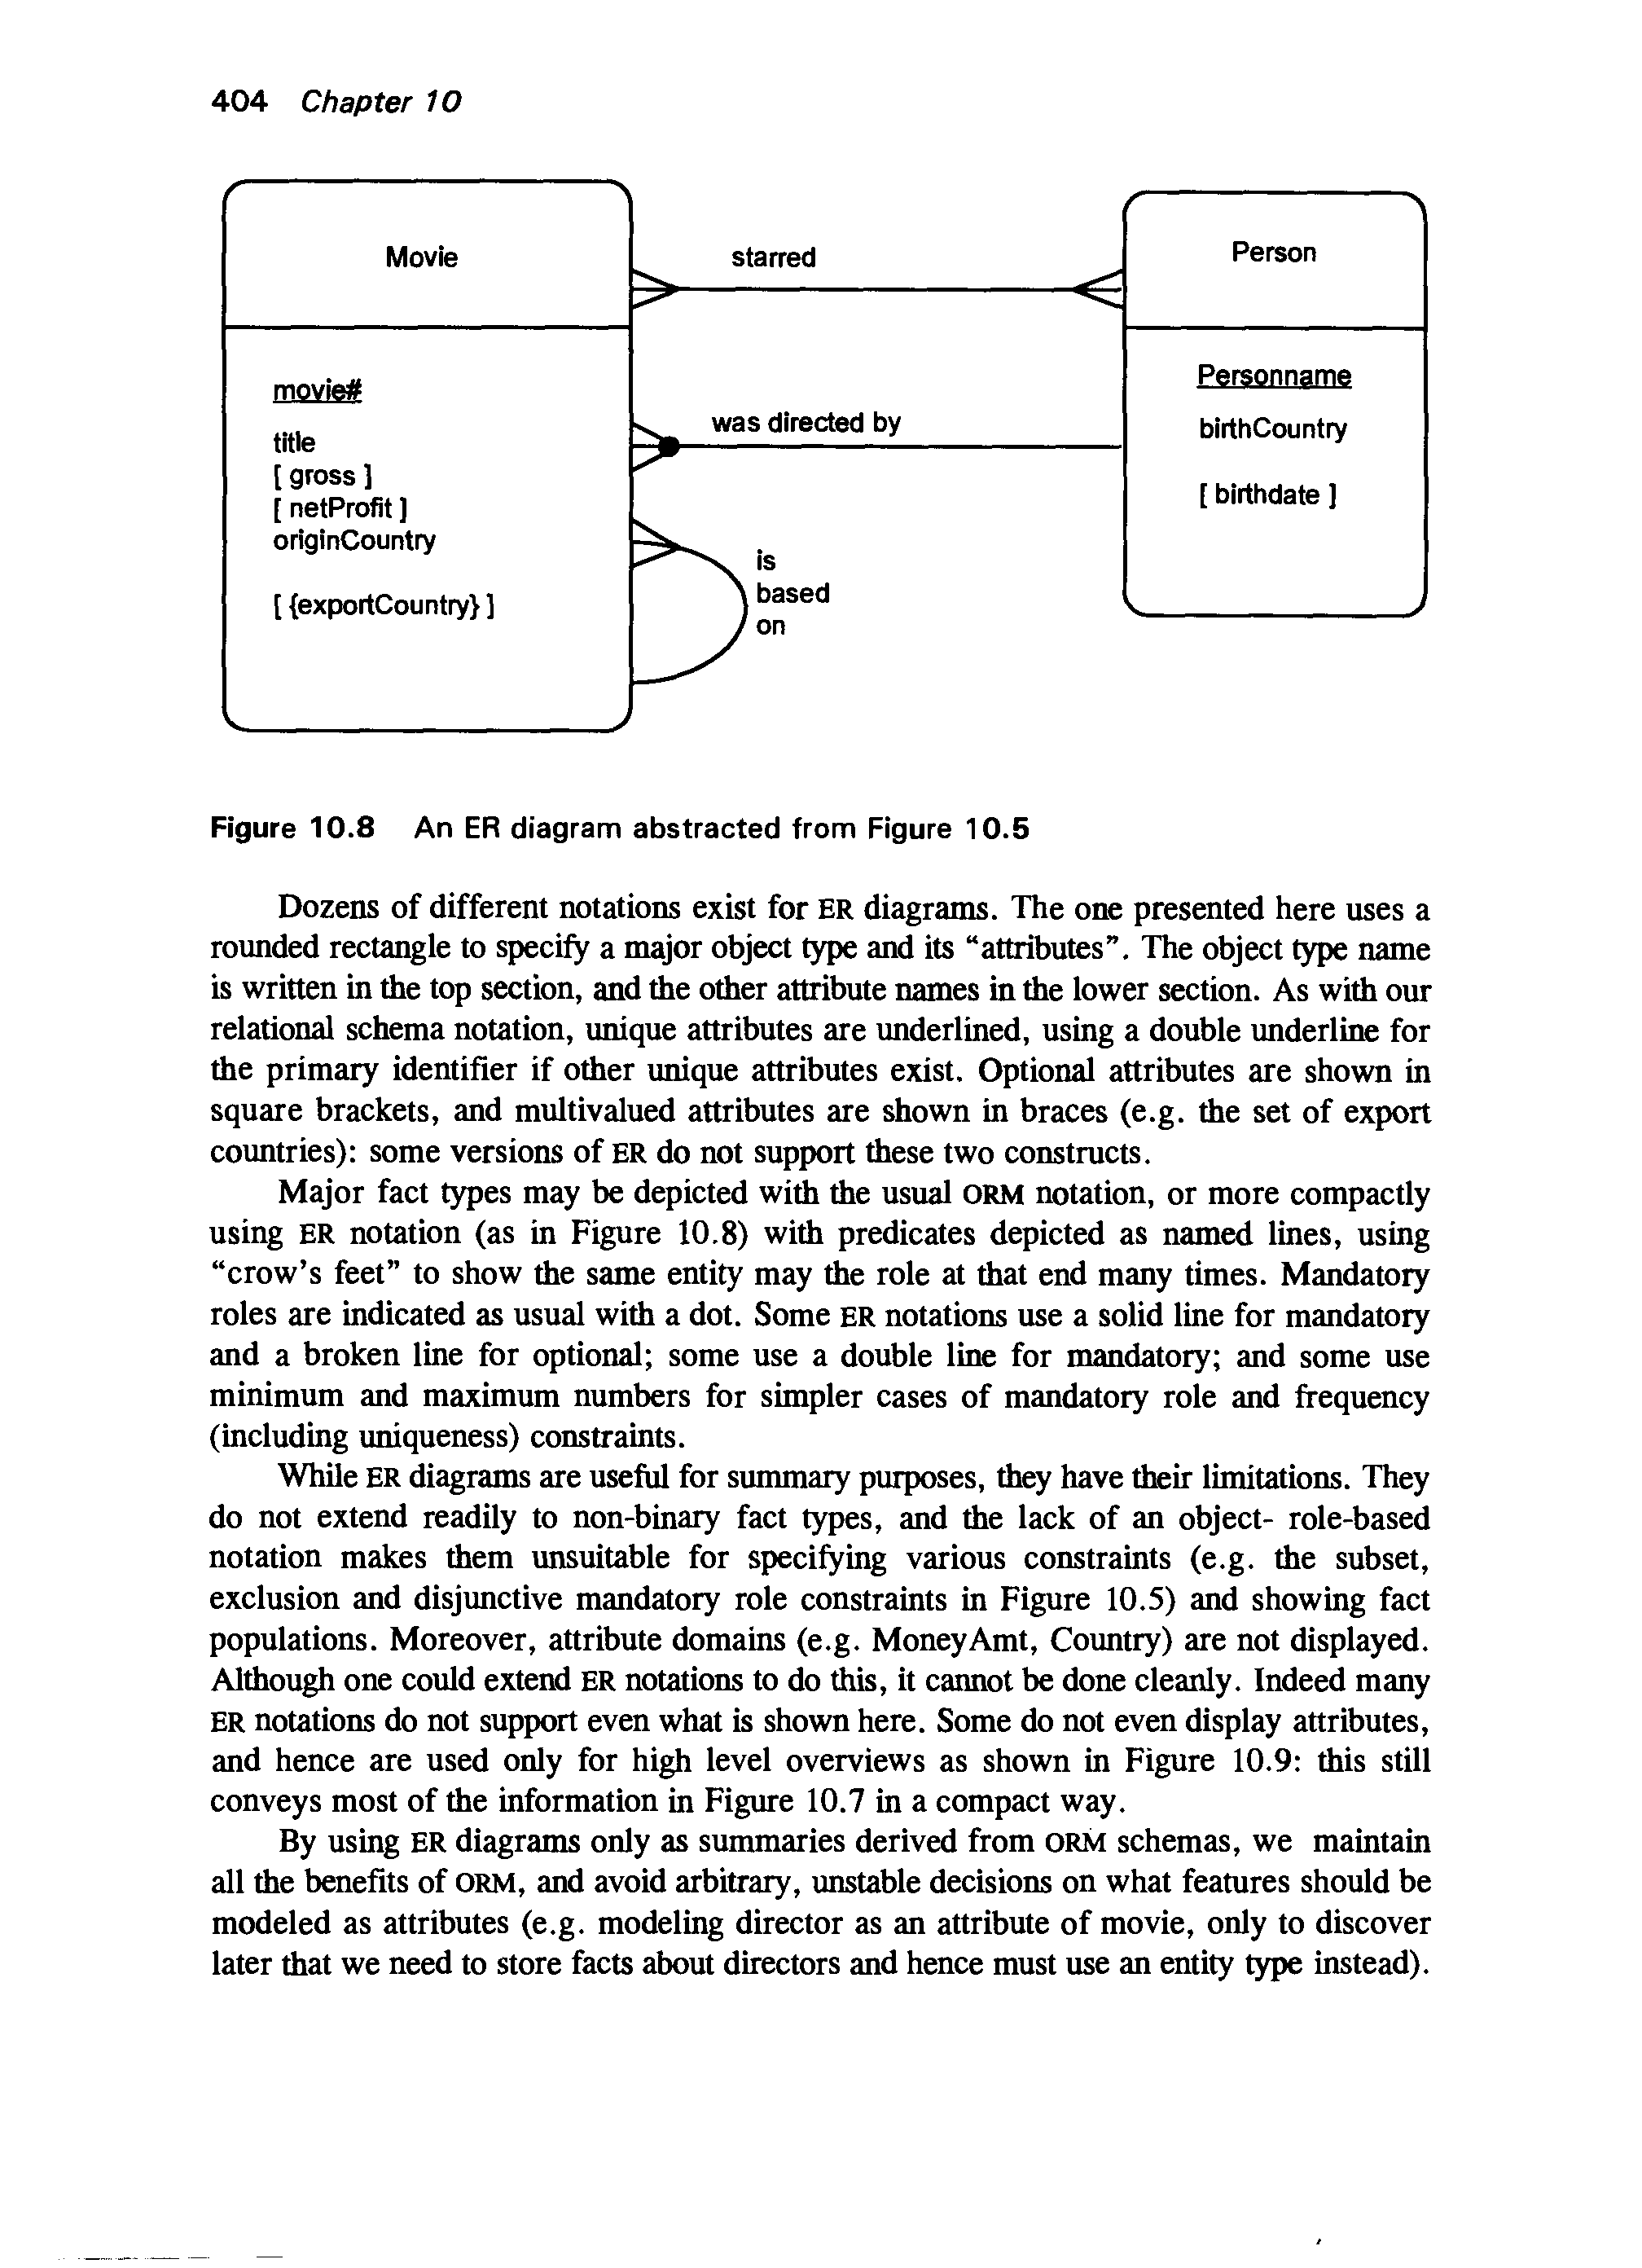 404 Chapter 10
Movie
starred
Person
movie#
title
[ gross ]
[ netProfit ]
originCountry
[ {exportCountry} ]
was directed by
Personname
birthCountry
[ birthdate ]
is
based
on
Figure 10.8 An ER diagram abstracted from Figure 10.5
Dozens of different notations exist for ER diagrams. The one presented here uses a
rounded rectangle to specify a major object type and its “attributes”. The object type name
is written in the top section, and the other attribute names in the lower section. As with our
relational schema notation, unique attributes are underlined, using a double underline for
the primary identifier if other unique attributes exist. Optional attributes are shown in
square brackets, and multivalued attributes are shown in braces (e.g. the set of export
countries): some versions of ER do not support these two constructs.
Major fact types may be depicted with the usual ORM notation, or more compactly
using ER notation (as in Figure 10.8) with predicates depicted as named lines, using
“crow’s feet” to show the same entity may the role at that end many times. Mandatory
roles are indicated as usual with a dot. Some ER notations use a solid line for mandatory
and a broken line for optional; some use a double line for mandatory; and some use
minimum and maximum numbers for simpler cases of mandatory role and frequency
(including uniqueness) constraints.
While ER diagrams are useful for summary purposes, they have their limitations. They
do not extend readily to non-binary fact types, and the lack of an object- role-based
notation makes them unsuitable for specifying various constraints (e.g. the subset,
exclusion and disjunctive mandatory role constraints in Figure 10.5) and showing fact
populations. Moreover, attribute domains (e.g. MoneyAmt, Country) are not displayed.
Although one could extend ER notations to do this, it cannot be done cleanly. Indeed many
ER notations do not support even what is shown here. Some do not even display attributes,
and hence are used only for high level overviews as shown in Figure 10.9: this still
conveys most of the information in Figure 10.7 in a compact way.
By using ER diagrams only as summaries derived from ORM schemas, we maintain
all the benefits of ORM, and avoid arbitrary, unstable decisions on what features should be
modeled as attributes (e.g. modeling director as an attribute of movie, only to discover
later that we need to store facts about directors and hence must use an entity type instead).